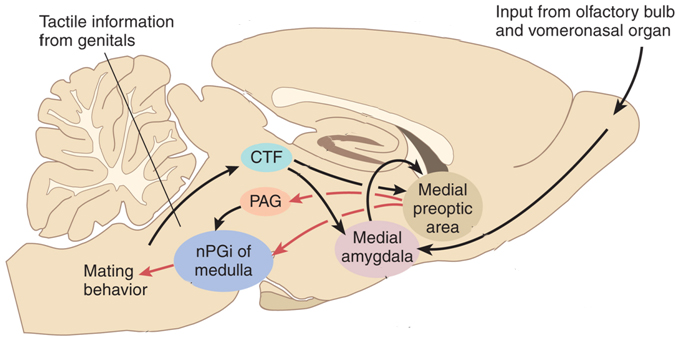 Tactile information
from genitals
Input from olfactory bulb
and vomeronasal organ
CTF
PAG
Medial
preoptic
area
nPGi of
medulla
Medial
amygdala
Mating
behavior